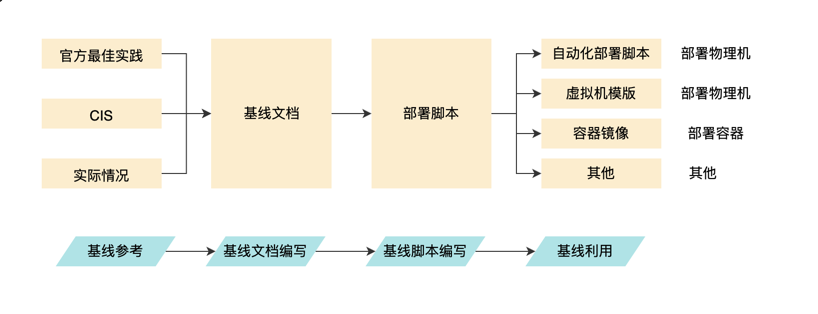 官方最佳实践
CIS
实际情况
基线文档
部署脚本
自动化部署脚本 部署物理机
虚拟机模版 部署物理机
容器镜像 部署容器
其他 其他
基线参考 基线文档编写 基线脚本编写 基线利用